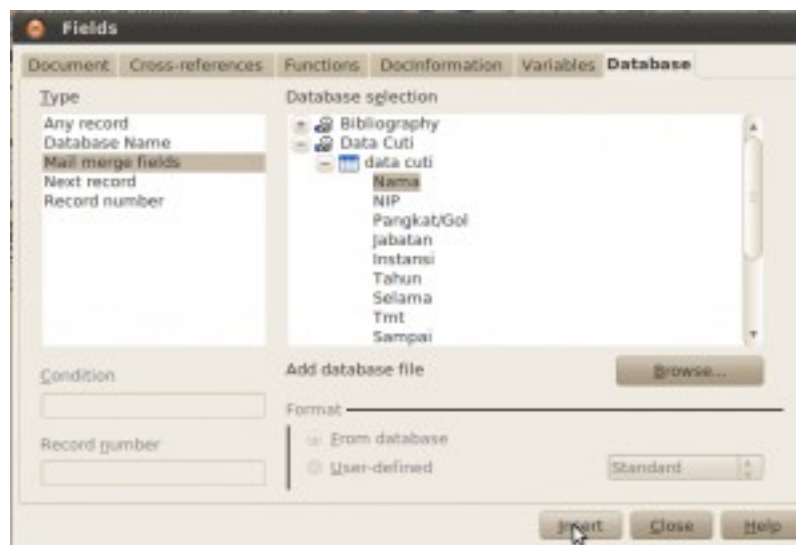 Fields
Document Cross-references Functions DocInformation Variables Database
Type
Any record
Database Name
Mail merge fields
Next record
Record number
Database selection
Bibliography
Data Cuti
data cuti
Nama
NIP
Pangkat/Gol
Jabatan
Instansi
Tahun
Selama
Tmt
Sampai
Condition
Record number
Add database file
Browse...
Format
From database
User-defined
Standard
Insert Close Help